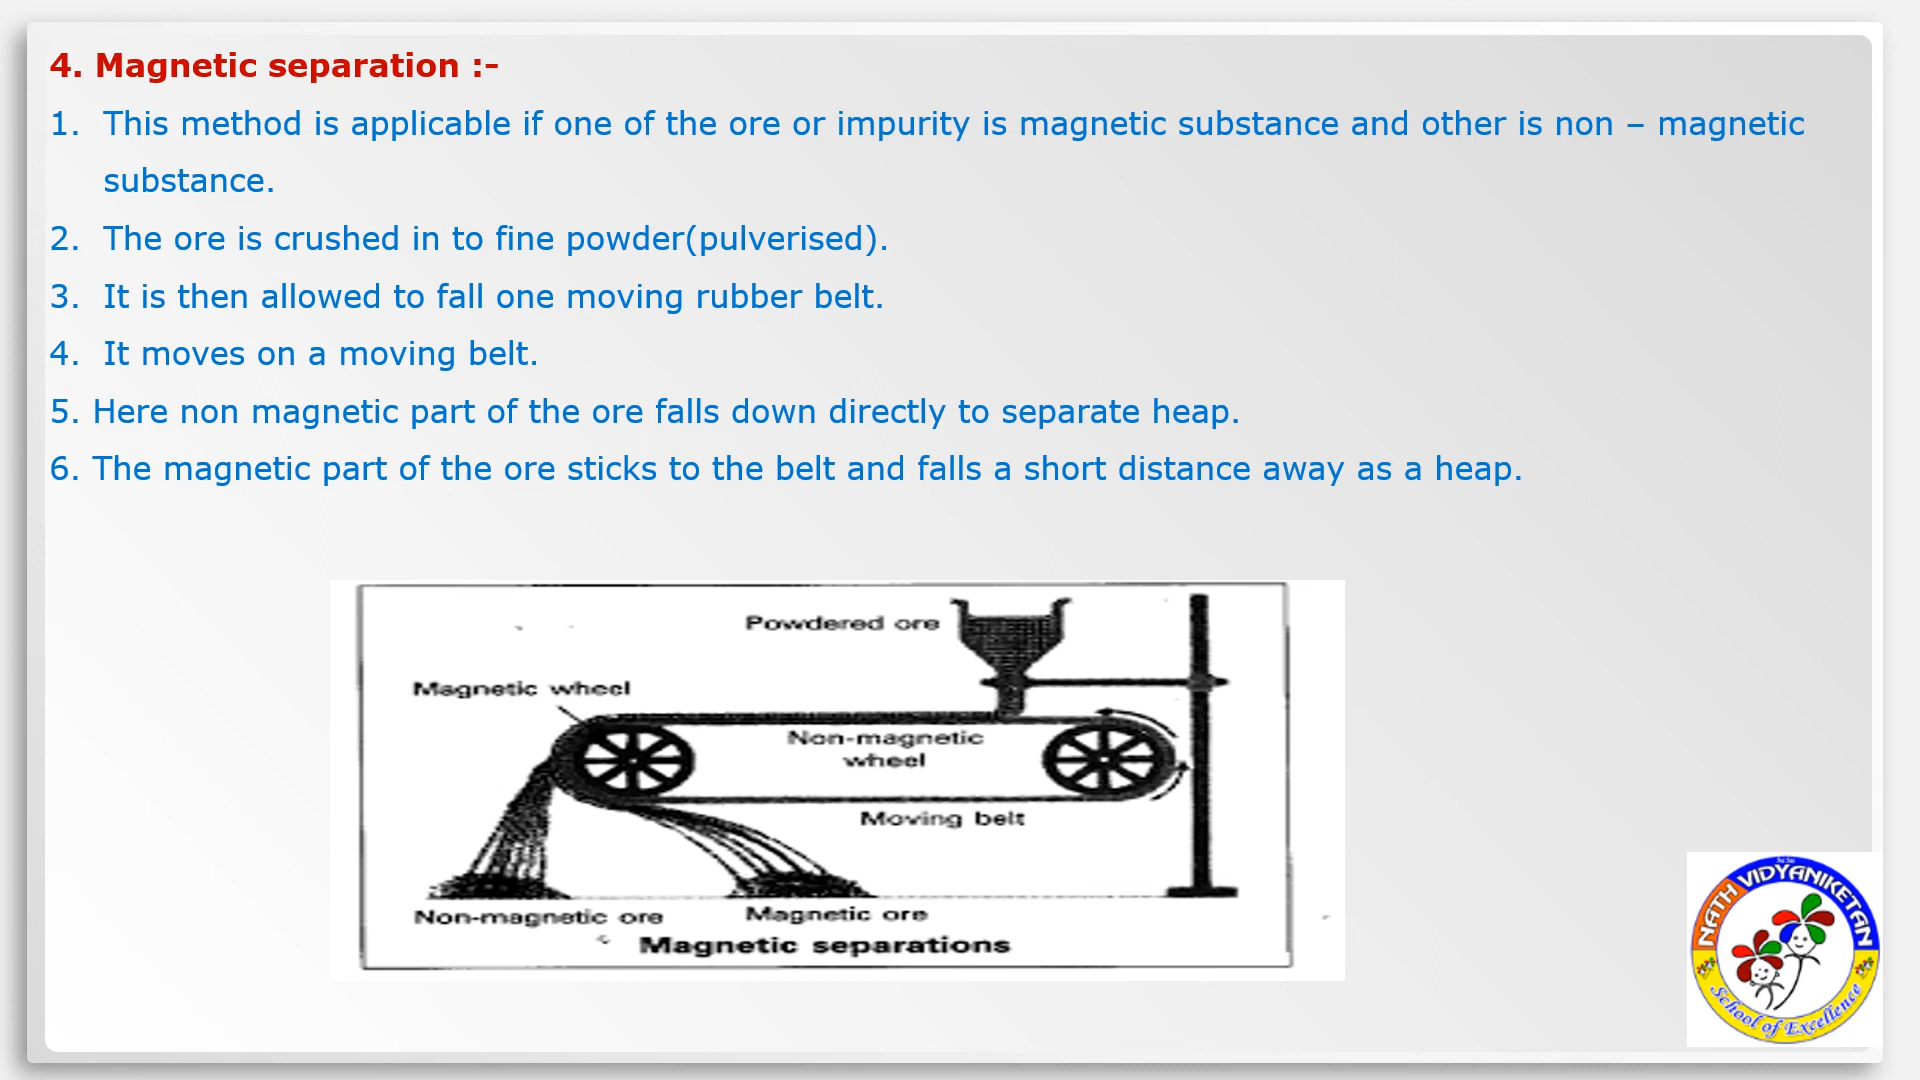 4. Magnetic separation :–
1. This method is applicable if one of the ore or impurity is magnetic substance and other is non – magnetic
substance.
2. The ore is crushed in to fine powder(pulverised).
3. It is then allowed to fall one moving rubber belt.
4. It moves on a moving belt.
5. Here non magnetic part of the ore falls down directly to separate heap.
6. The magnetic part of the ore sticks to the belt and falls a short distance away as a heap.
Powdered ore
Magnetic wheel
Non-magnetic
wheel
Moving belt
Non-magnetic ore
Magnetic ore
Magnetic separations
NATH VIDYANIKETAN
School of Excellence